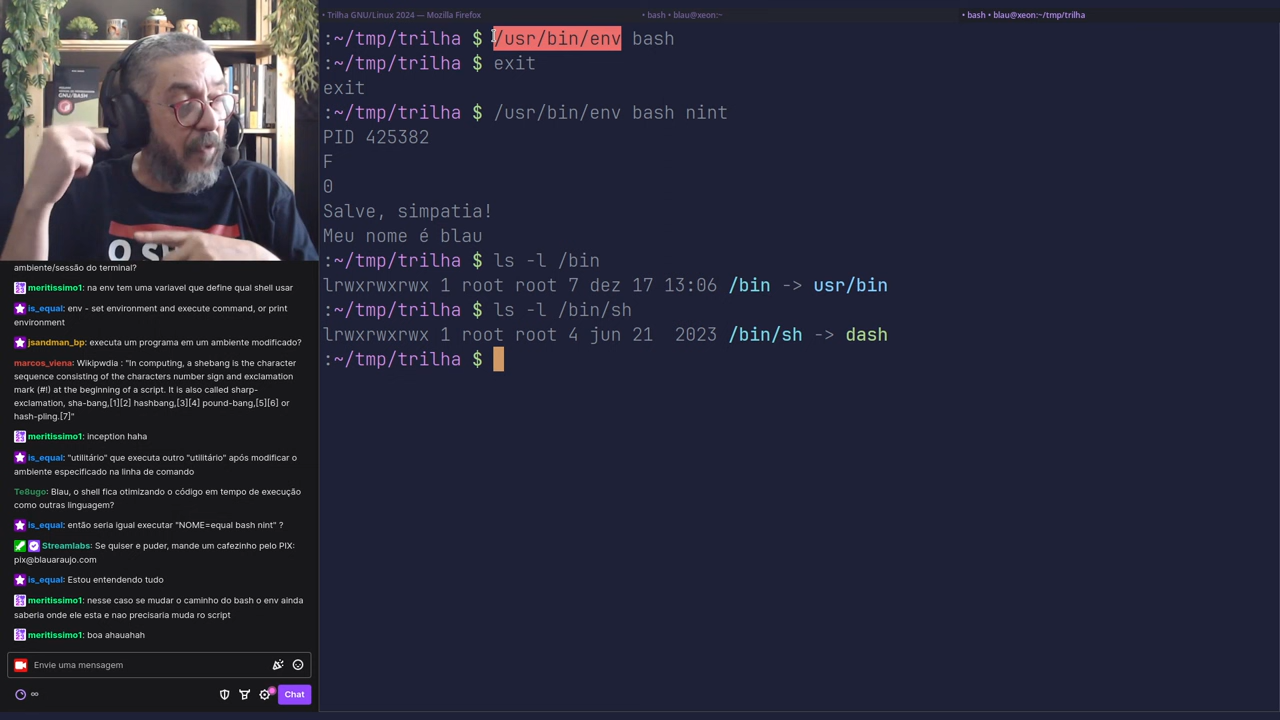 • Trilha GNU/Linux 2024 — Mozilla Firefox
• bash • blau@xeon:~
• bash • blau@xeon:~/tmp/trilha
:~/tmp/trilha $ /usr/bin/env bash
:~/tmp/trilha $ exit
exit
:~/tmp/trilha $ /usr/bin/env bash nint
PID 425382
F
0
Salve, simpatia!
Meu nome é blau
:~/tmp/trilha $ ls -l /bin
lrwxrwxrwx 1 root root 7 dez 17 13:06 /bin -> usr/bin
:~/tmp/trilha $ ls -l /bin/sh
lrwxrwxrwx 1 root root 4 jun 21  2023 /bin/sh -> dash
:~/tmp/trilha $
GNU/BASH
ambiente/sessão do terminal?
meritissimo1: na env tem uma variavel que define qual shell usar
is_equal: env - set environment and execute command, or print
environment
jsandman_bp: executa um programa em um ambiente modificado?
marcos_viena: Wikipwdia : "In computing, a shebang is the character
sequence consisting of the characters number sign and exclamation
mark (#!) at the beginning of a script. It is also called sharp-
exclamation, sha-bang,[1][2] hashbang,[3][4] pound-bang,[5][6] or
hash-pling.[7]"
meritissimo1: inception haha
is_equal: "utilitário" que executa outro "utilitário" após modificar o
ambiente especificado na linha de comando
Te8ugo: Blau, o shell fica otimizando o código em tempo de execução
como outras linguagem?
is_equal: então seria igual executar "NOME=equal bash nint" ?
Streamlabs: Se quiser e puder, mande um cafezinho pelo PIX:
pix@blauaraujo.com
is_equal: Estou entendendo tudo
meritissimo1: nesse caso se mudar o caminho do bash o env ainda
saberia onde ele esta e nao precisaria muda ro script
meritissimo1: boa ahauahah
Envie uma mensagem
∞
Chat